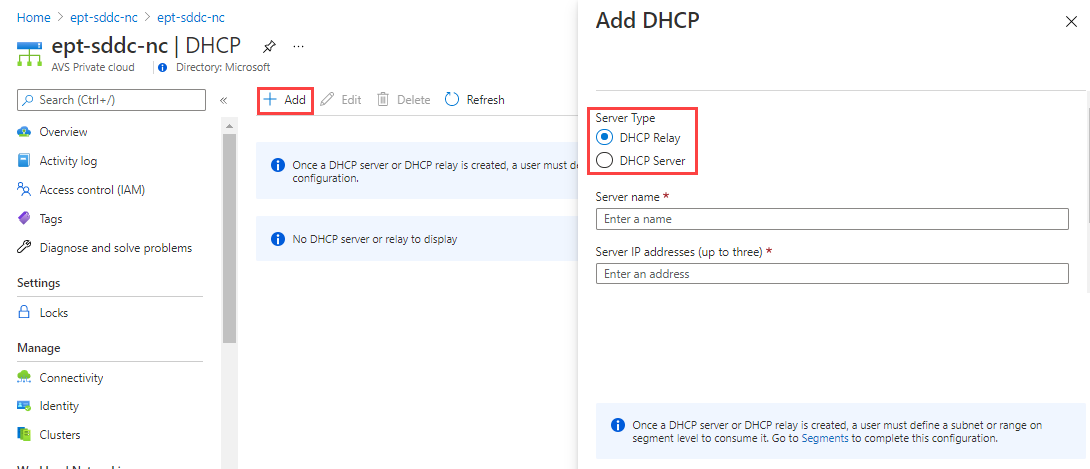 Home > ept-sddc-nc > ept-sddc-nc
ept-sddc-nc | DHCP
AVS Private cloud
Directory: Microsoft
Search (Ctrl+/)
Overview
Activity log
Access control (IAM)
Tags
Diagnose and solve problems
Settings
Locks
Manage
Connectivity
Identity
Clusters
+ Add Edit Delete Refresh
Once a DHCP server or DHCP relay is created, a user must de
configuration.
No DHCP server or relay to display
Add DHCP
Server Type
DHCP Relay
DHCP Server
Server name *
Enter a name
Server IP addresses (up to three) *
Enter an address
Once a DHCP server or DHCP relay is created, a user must define a subnet or range on
segment level to consume it. Go to Segments to complete this configuration.